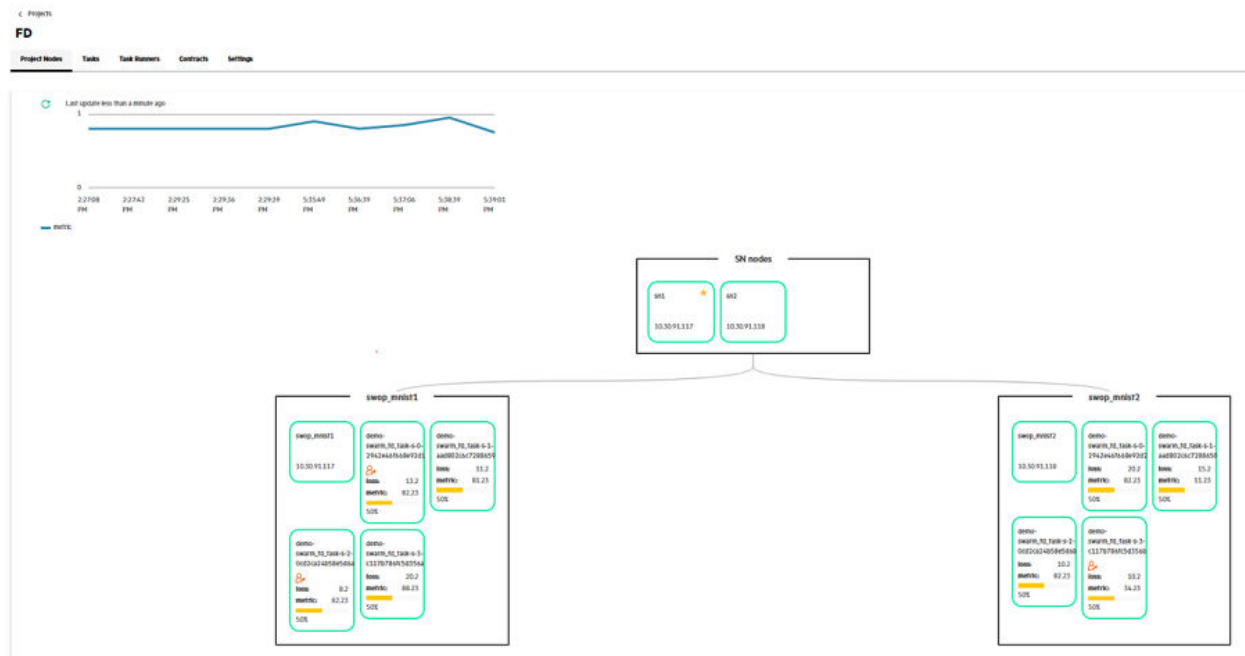 Projects
FD
Project Nodes Tasks Task Runners Contracts Settings
Last update less than a minute ago
1
0
2:27:08 PM
2:27:42 PM
2:29:25 PM
2:29:36 PM
2:29:39 PM
5:35:49 PM
5:36:39 PM
5:37:06 PM
5:38:39 PM
5:39:01 PM
metric
SN nodes
sn1
10.30.91.117
sn2
10.30.91.118
swop_mnist1
swop_mnist1
10.30.91.117
demo-
swarm_fd_task-s-0-
loss: 13.2
metric: 82.23
50%
demo-
swarm_fd_task-s-1-
loss: 11.2
metric: 81.23
50%
demo-
swarm_fd_task-s-2-
loss: 8.2
metric: 82.23
50%
demo-
swarm_fd_task-s-3-
loss: 20.2
metric: 88.23
50%
swop_mnist2
swop_mnist2
10.30.91.118
demo-
swarm_fd_task-s-0-
loss: 20.2
metric: 82.23
50%
demo-
swarm_fd_task-s-1-
loss: 15.2
metric: 11.23
50%
demo-
swarm_fd_task-s-2-
loss: 10.2
metric: 82.23
50%
demo-
swarm_fd_task-s-3-
loss: 10.2
metric: 34.23
50%